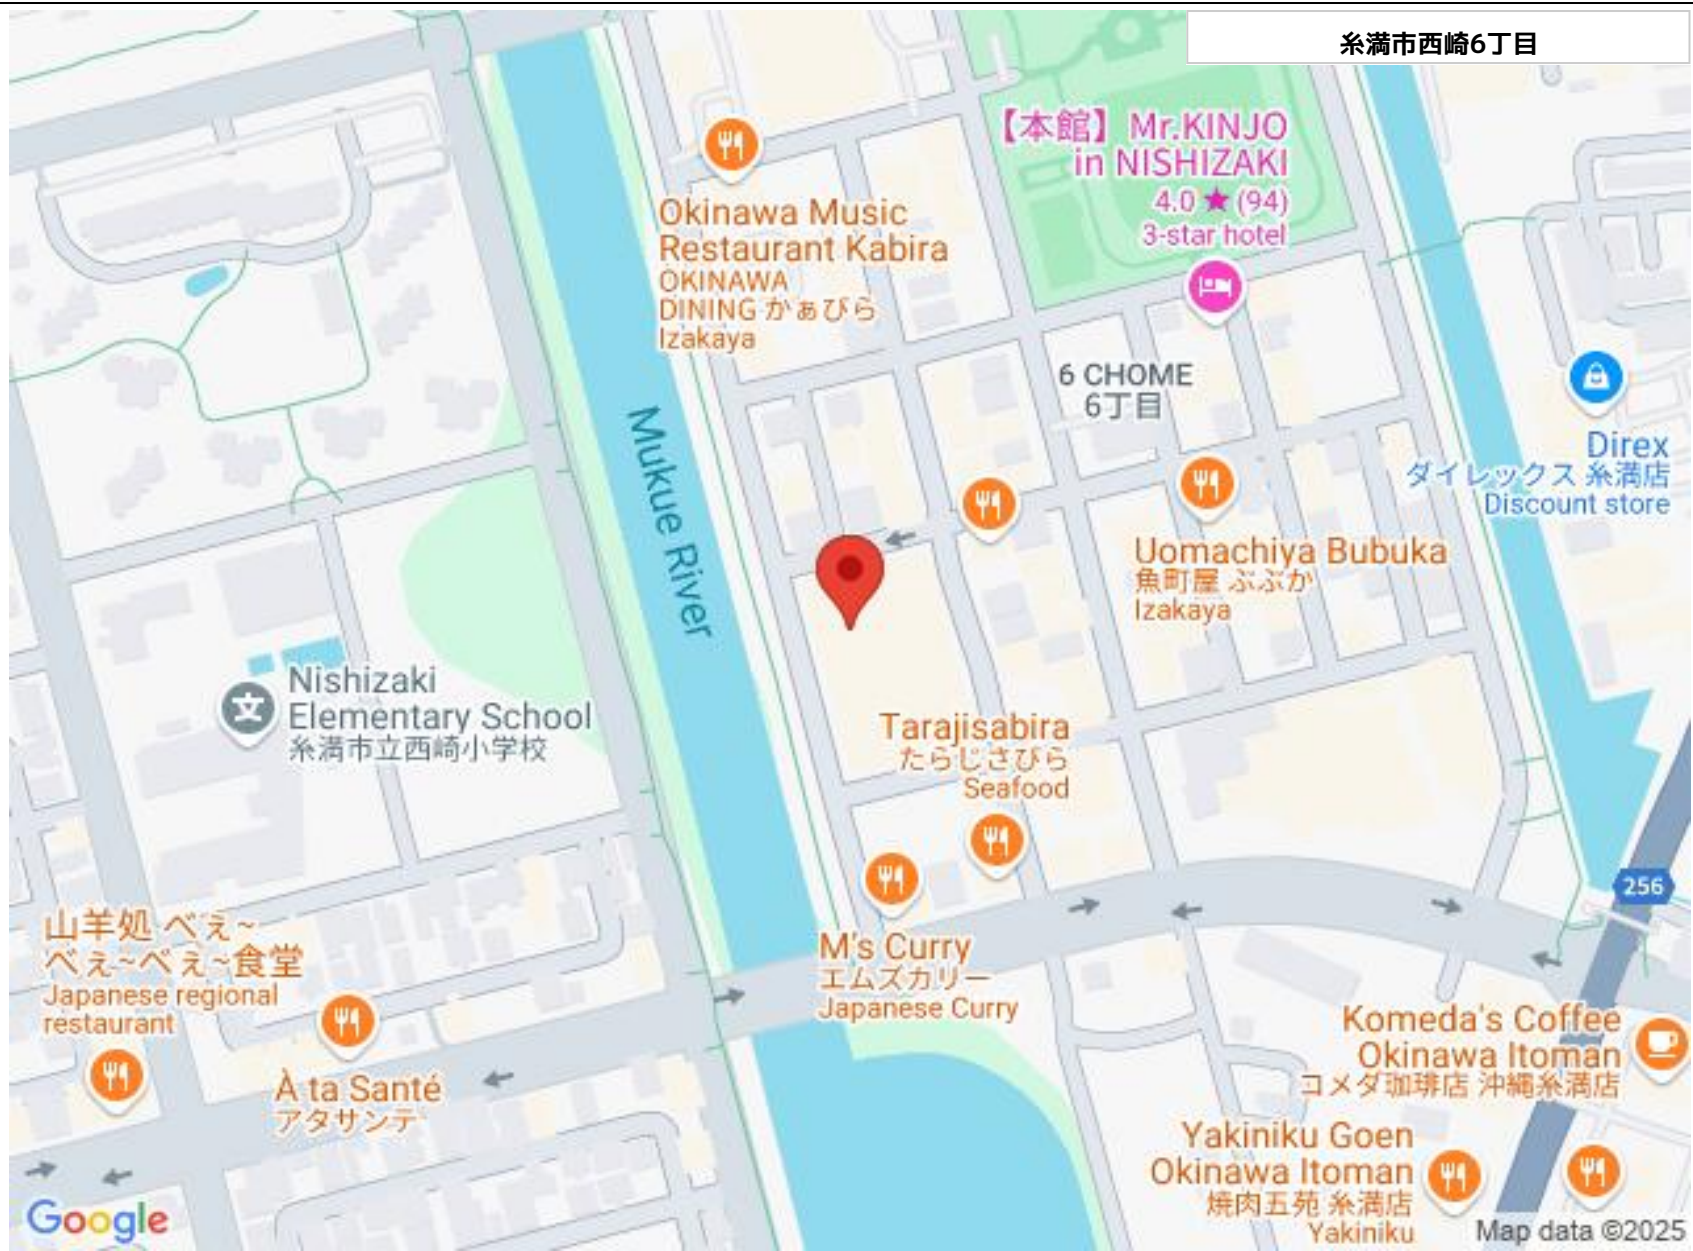 糸満市西崎6丁目
【本館】Mr.KINJO
in NISHIZAKI
4.0 ★ (94)
3-star hotel
Okinawa Music
Restaurant Kabira
OKINAWA
DINING かぁびら
Izakaya
6 CHOME
6丁目
Direx
ダイレックス 糸満店
Discount store
Mukue River
Uomachiya Bubuka
魚町屋 ぶぶか
Izakaya
文
Nishizaki
Elementary School
糸満市立西崎小学校
Tarajisabira
たらじさびら
Seafood
256
山羊処 べぇ~
べぇ~べぇ~食堂
Japanese regional
restaurant
M's Curry
エムズカリー
Japanese Curry
À ta Santé
アタサンテ
Komeda's Coffee
Okinawa Itoman
コメダ珈琲店 沖縄糸満店
Yakiniku Goen
Okinawa Itoman
焼肉五苑 糸満店
Yakiniku
Google
Map data ©2025